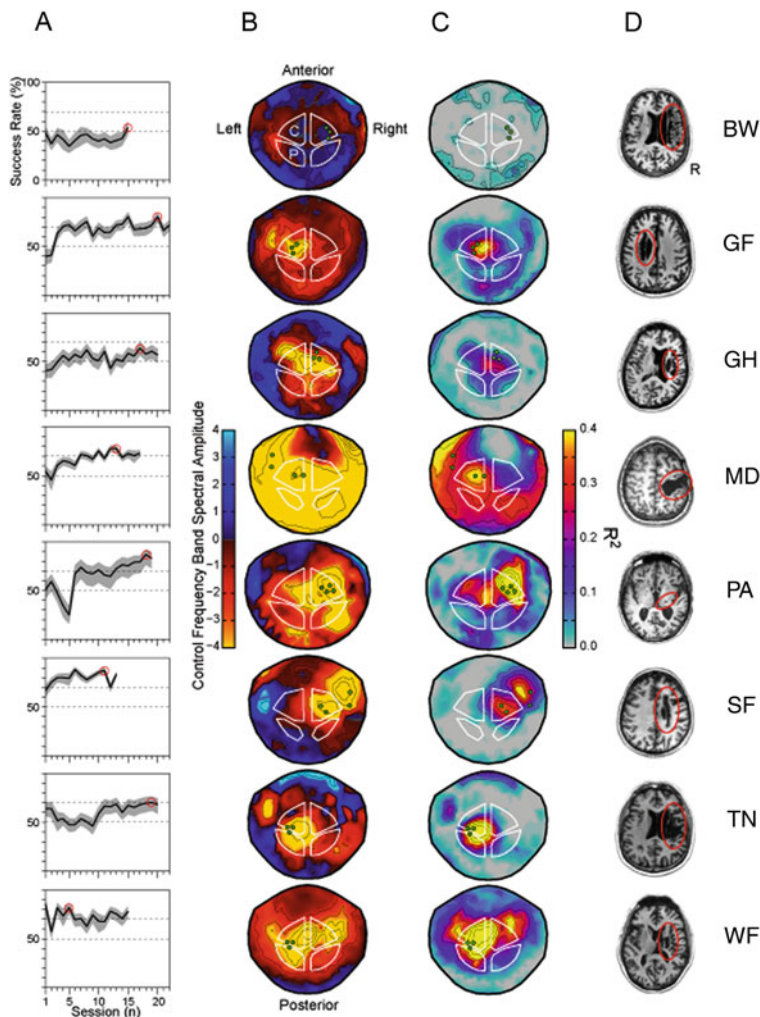 A B C D
Anterior
Left Right
Posterior
C
P
Success Rate (%)
100
50
0
50
50
50
50
50
50
50
1 5 10 15 20
Session (n)
Control Frequency Band Spectral Amplitude
4
3
2
1
0
−1
−2
−3
−4
R²
0.4
0.3
0.2
0.1
0.0
R
BW
GF
GH
MD
PA
SF
TN
WF